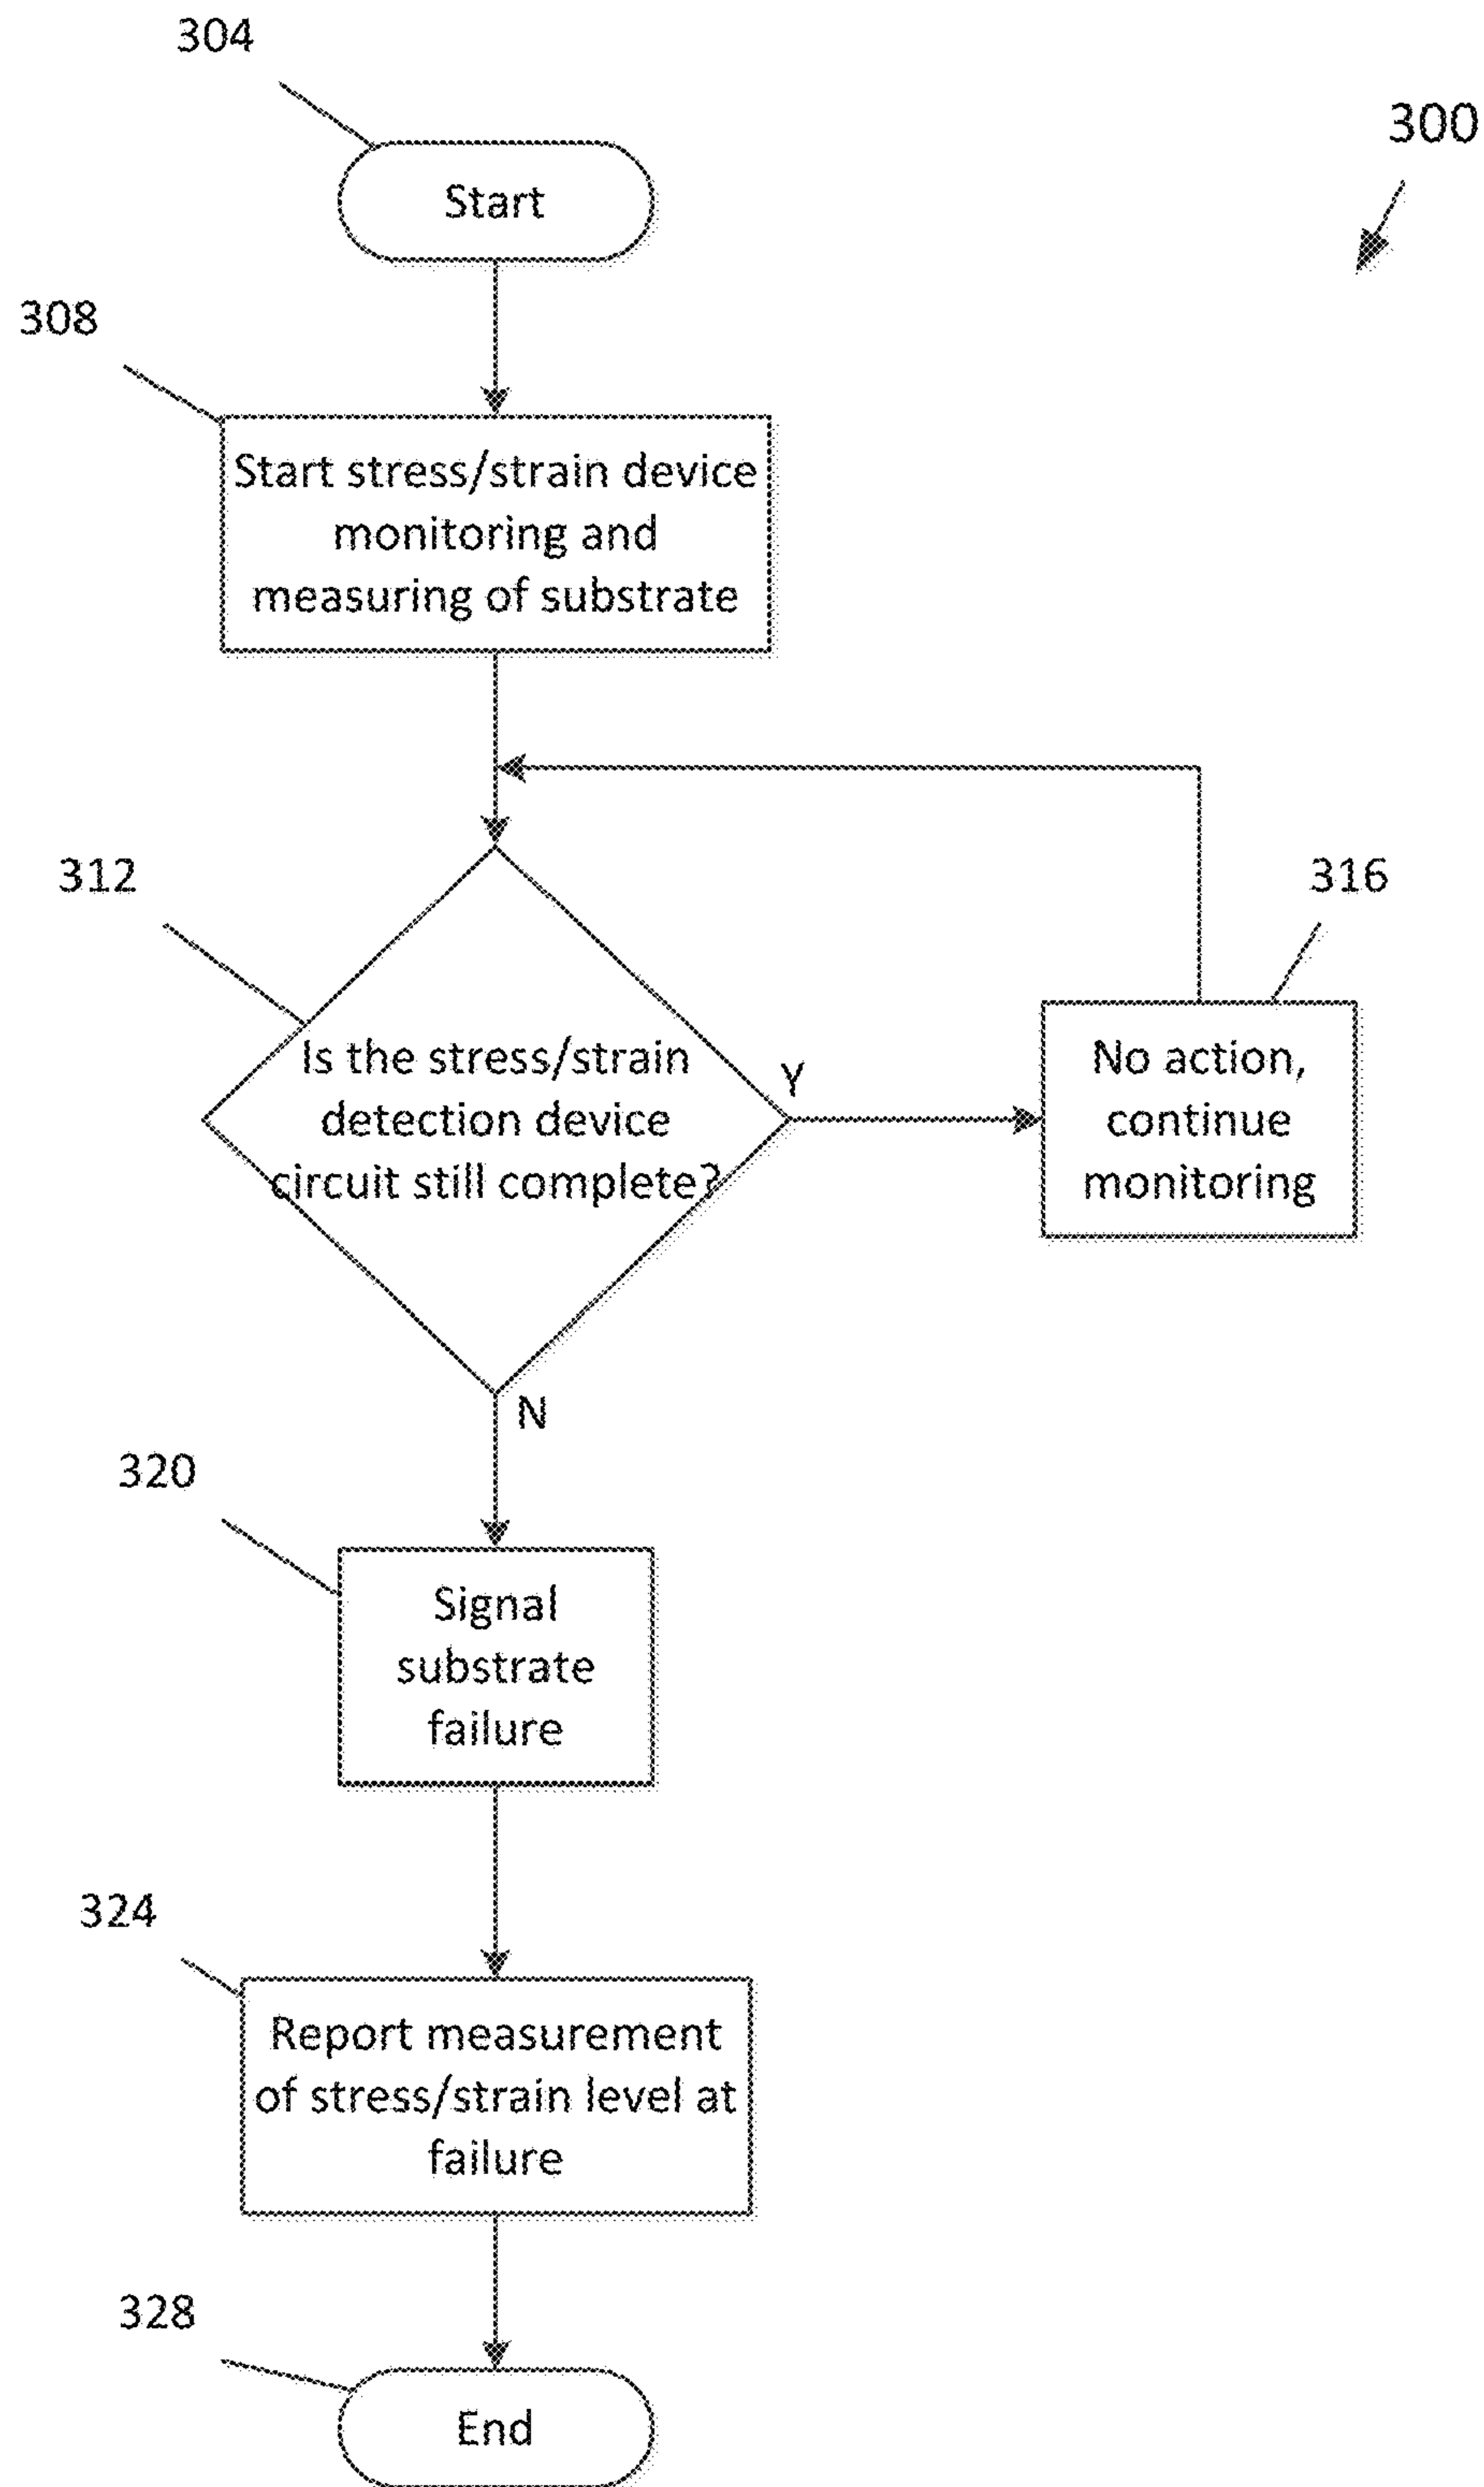 304
300
Start
308
Start stress/strain device
monitoring and
measuring of substrate
312
316
Is the stress/strain
detection device
circuit still complete?
Y
No action,
continue
monitoring
N
320
Signal
substrate
failure
324
Report measurement
of stress/strain level at
failure
328
End